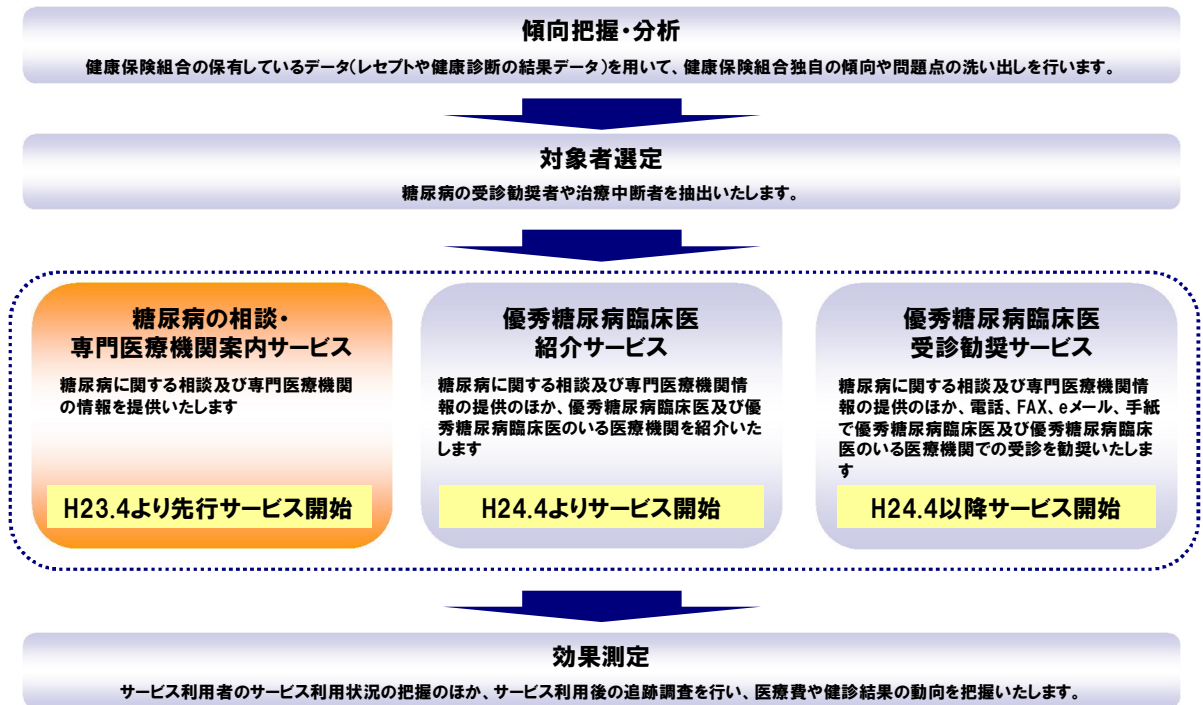 傾向把握・分析
健康保険組合の保有しているデータ(レセプトや健康診断の結果データ)を用いて、健康保険組合独自の傾向や問題点の洗い出しを行います。
対象者選定
糖尿病の受診勧奨者や治療中断者を抽出いたします。
糖尿病の相談・
専門医療機関案内サービス
糖尿病に関する相談及び専門医療機関
の情報を提供いたします
H23.4より先行サービス開始
優秀糖尿病臨床医
紹介サービス
糖尿病に関する相談及び専門医療機関情
報の提供のほか、優秀糖尿病臨床医及び優
秀糖尿病臨床医のいる医療機関を紹介いた
します
H24.4よりサービス開始
優秀糖尿病臨床医
受診勧奨サービス
糖尿病に関する相談及び専門医療機関情
報の提供のほか、電話、FAX、eメール、手紙
で優秀糖尿病臨床医及び優秀糖尿病臨床
医のいる医療機関での受診を勧奨いたしま
す
H24.4以降サービス開始
効果測定
サービス利用者のサービス利用状況の把握のほか、サービス利用後の追跡調査を行い、医療費や健診結果の動向を把握いたします。